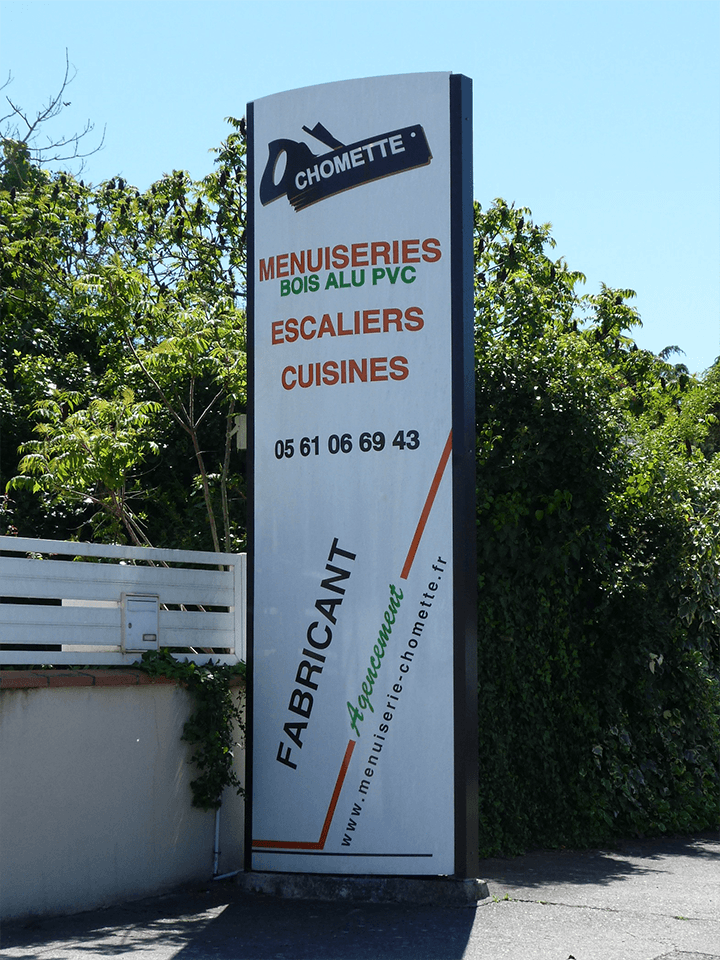 CHOMETTE
MENUISERIES
BOIS ALU PVC
ESCALIERS
CUISINES
05 61 06 69 43
FABRICANT
Agencement
www.menuiserie-chomette.fr